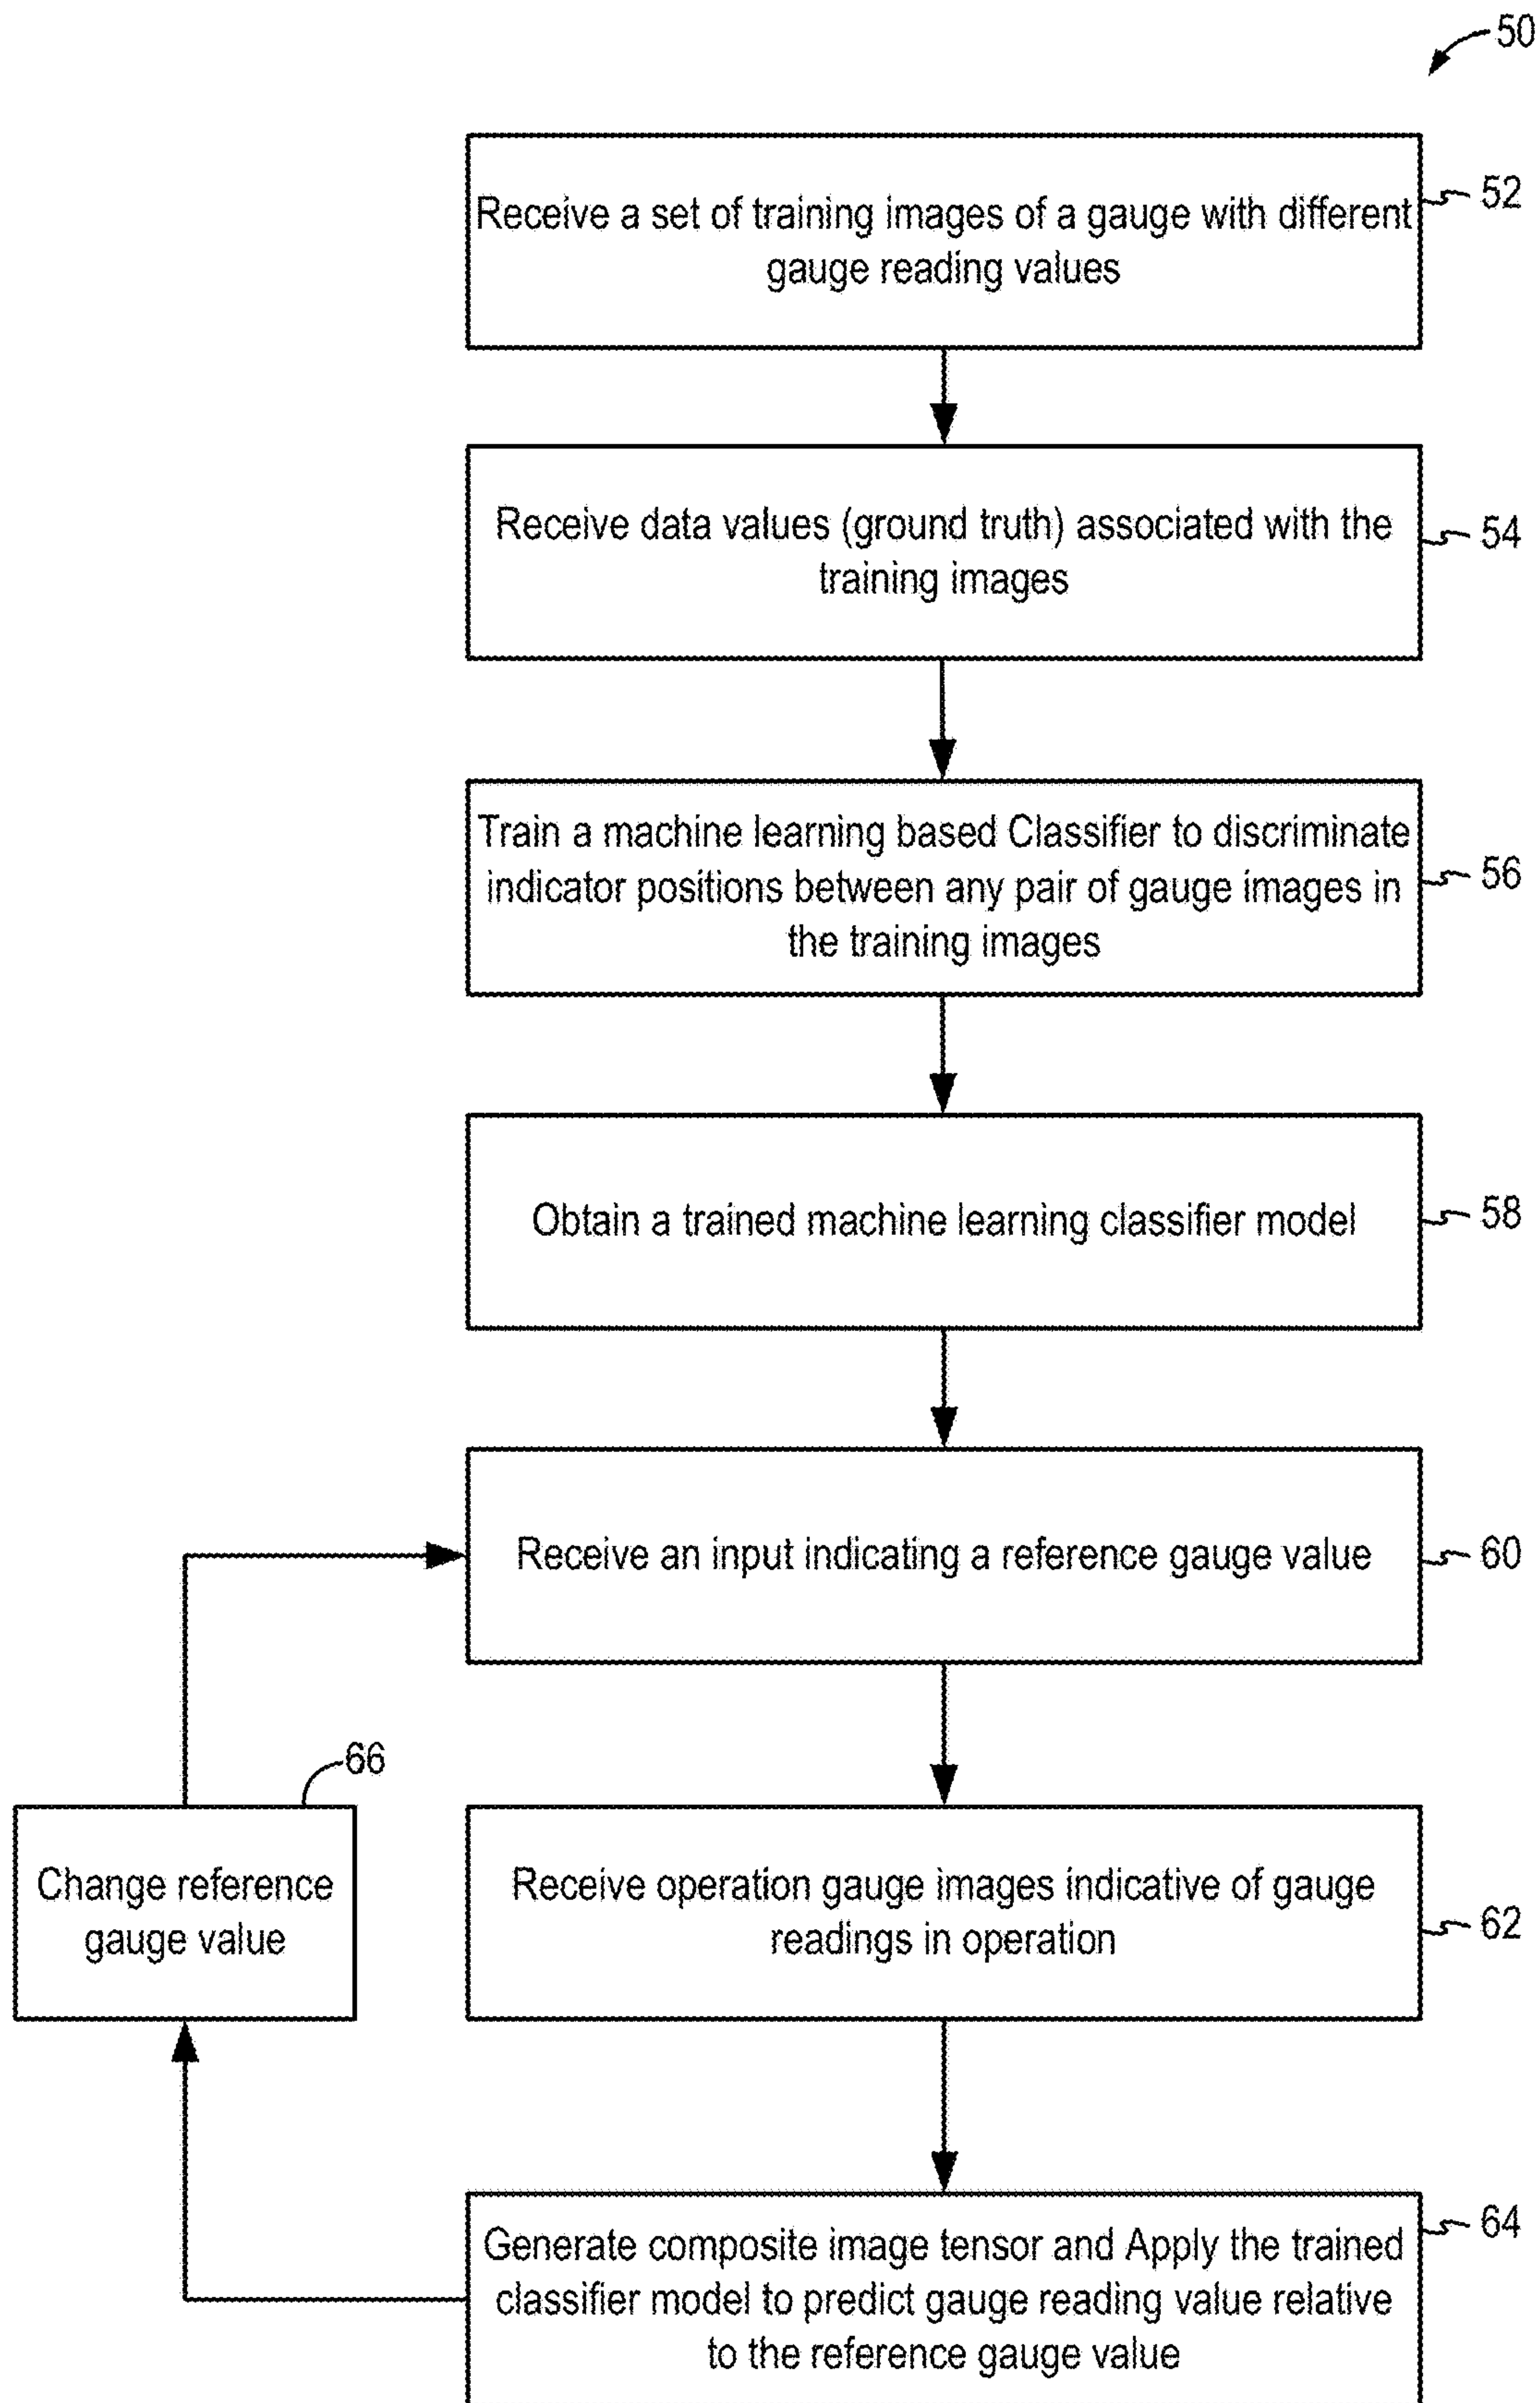 50
Receive a set of training images of a gauge with different
gauge reading values
52
Receive data values (ground truth) associated with the
training images
54
Train a machine learning based Classifier to discriminate
indicator positions between any pair of gauge images in
the training images
56
Obtain a trained machine learning classifier model
58
Receive an input indicating a reference gauge value
60
66
Change reference
gauge value
Receive operation gauge images indicative of gauge
readings in operation
62
Generate composite image tensor and Apply the trained
classifier model to predict gauge reading value relative
to the reference gauge value
64